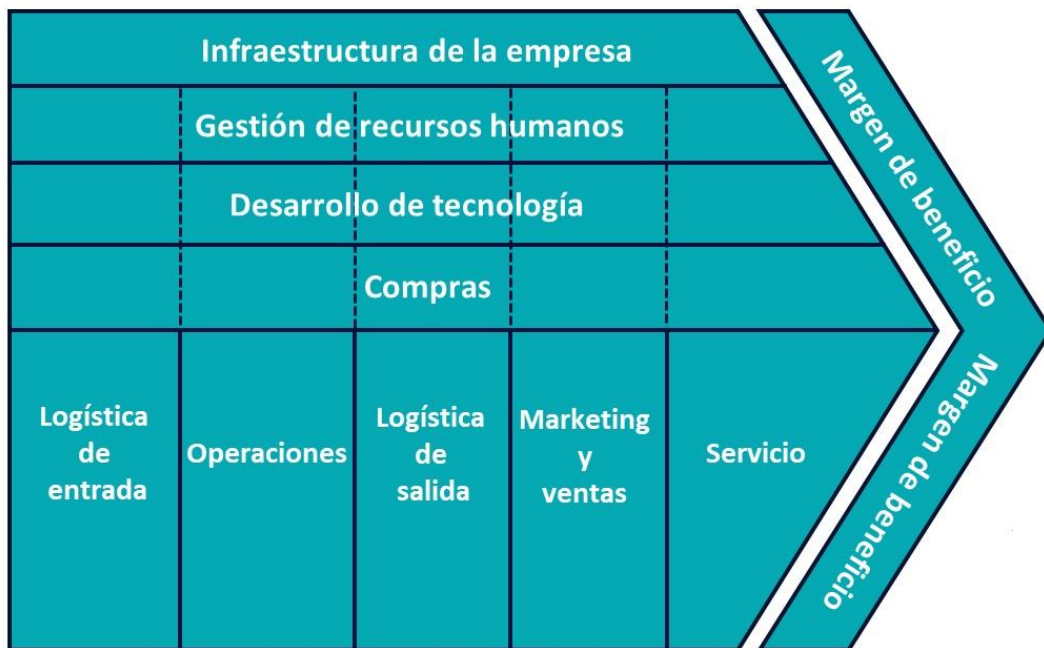 Infraestructura de la empresa
Gestión de recursos humanos
Desarrollo de tecnología
Compras
Logística
de
entrada
Operaciones
Logística
de
salida
Marketing
y
ventas
Servicio
Margen de beneficio
Margen de beneficio